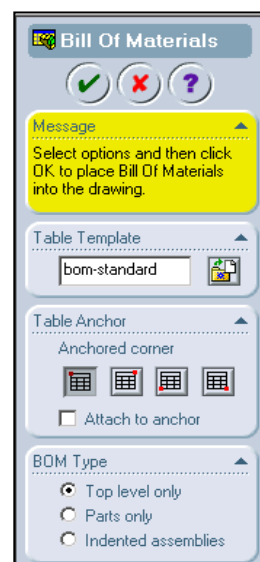 Bill Of Materials
?
Message
Select options and then click
OK to place Bill Of Materials
into the drawing.
Table Template
bom-standard
Table Anchor
Anchored corner
Attach to anchor
BOM Type
Top level only
Parts only
Indented assemblies